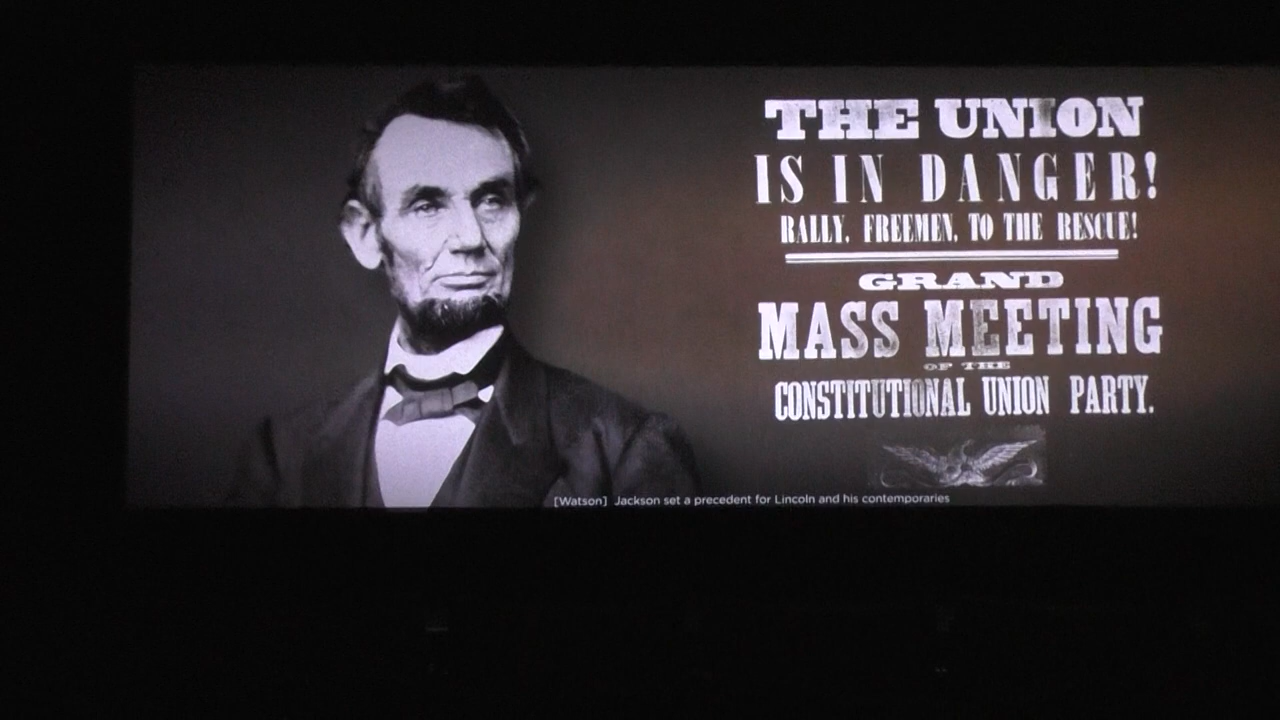 THE UNION
IS IN DANGER!
RALLY, FREEMEN, TO THE RESCUE!
GRAND
MASS MEETING
OF THE
CONSTITUTIONAL UNION PARTY.
[Watson] Jackson set a precedent for Lincoln and his contemporaries